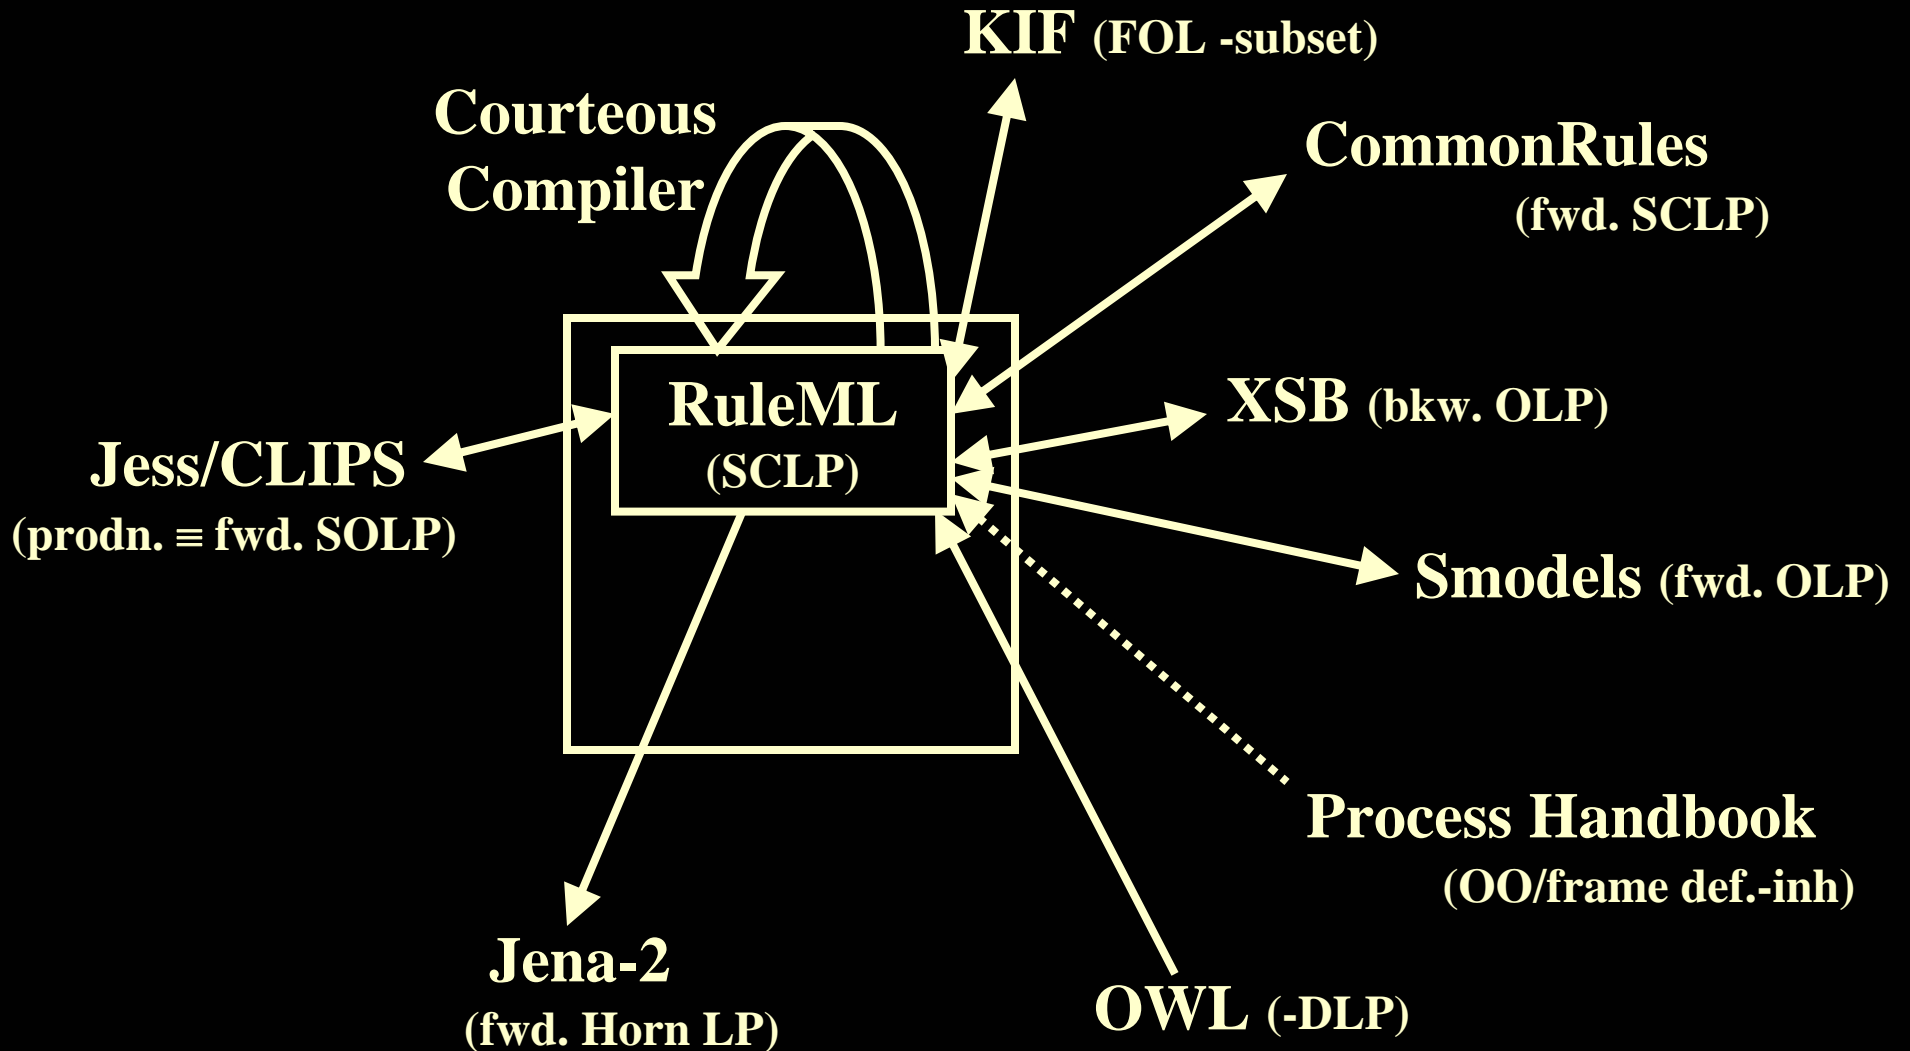 KIF (FOL -subset)
Courteous
Compiler
CommonRules
(fwd. SCLP)
RuleML
(SCLP)
XSB (bkw. OLP)
Jess/CLIPS
(prodn. ≡ fwd. SOLP)
Smodels (fwd. OLP)
Process Handbook
(OO/frame def.-inh)
Jena-2
(fwd. Horn LP)
OWL (-DLP)